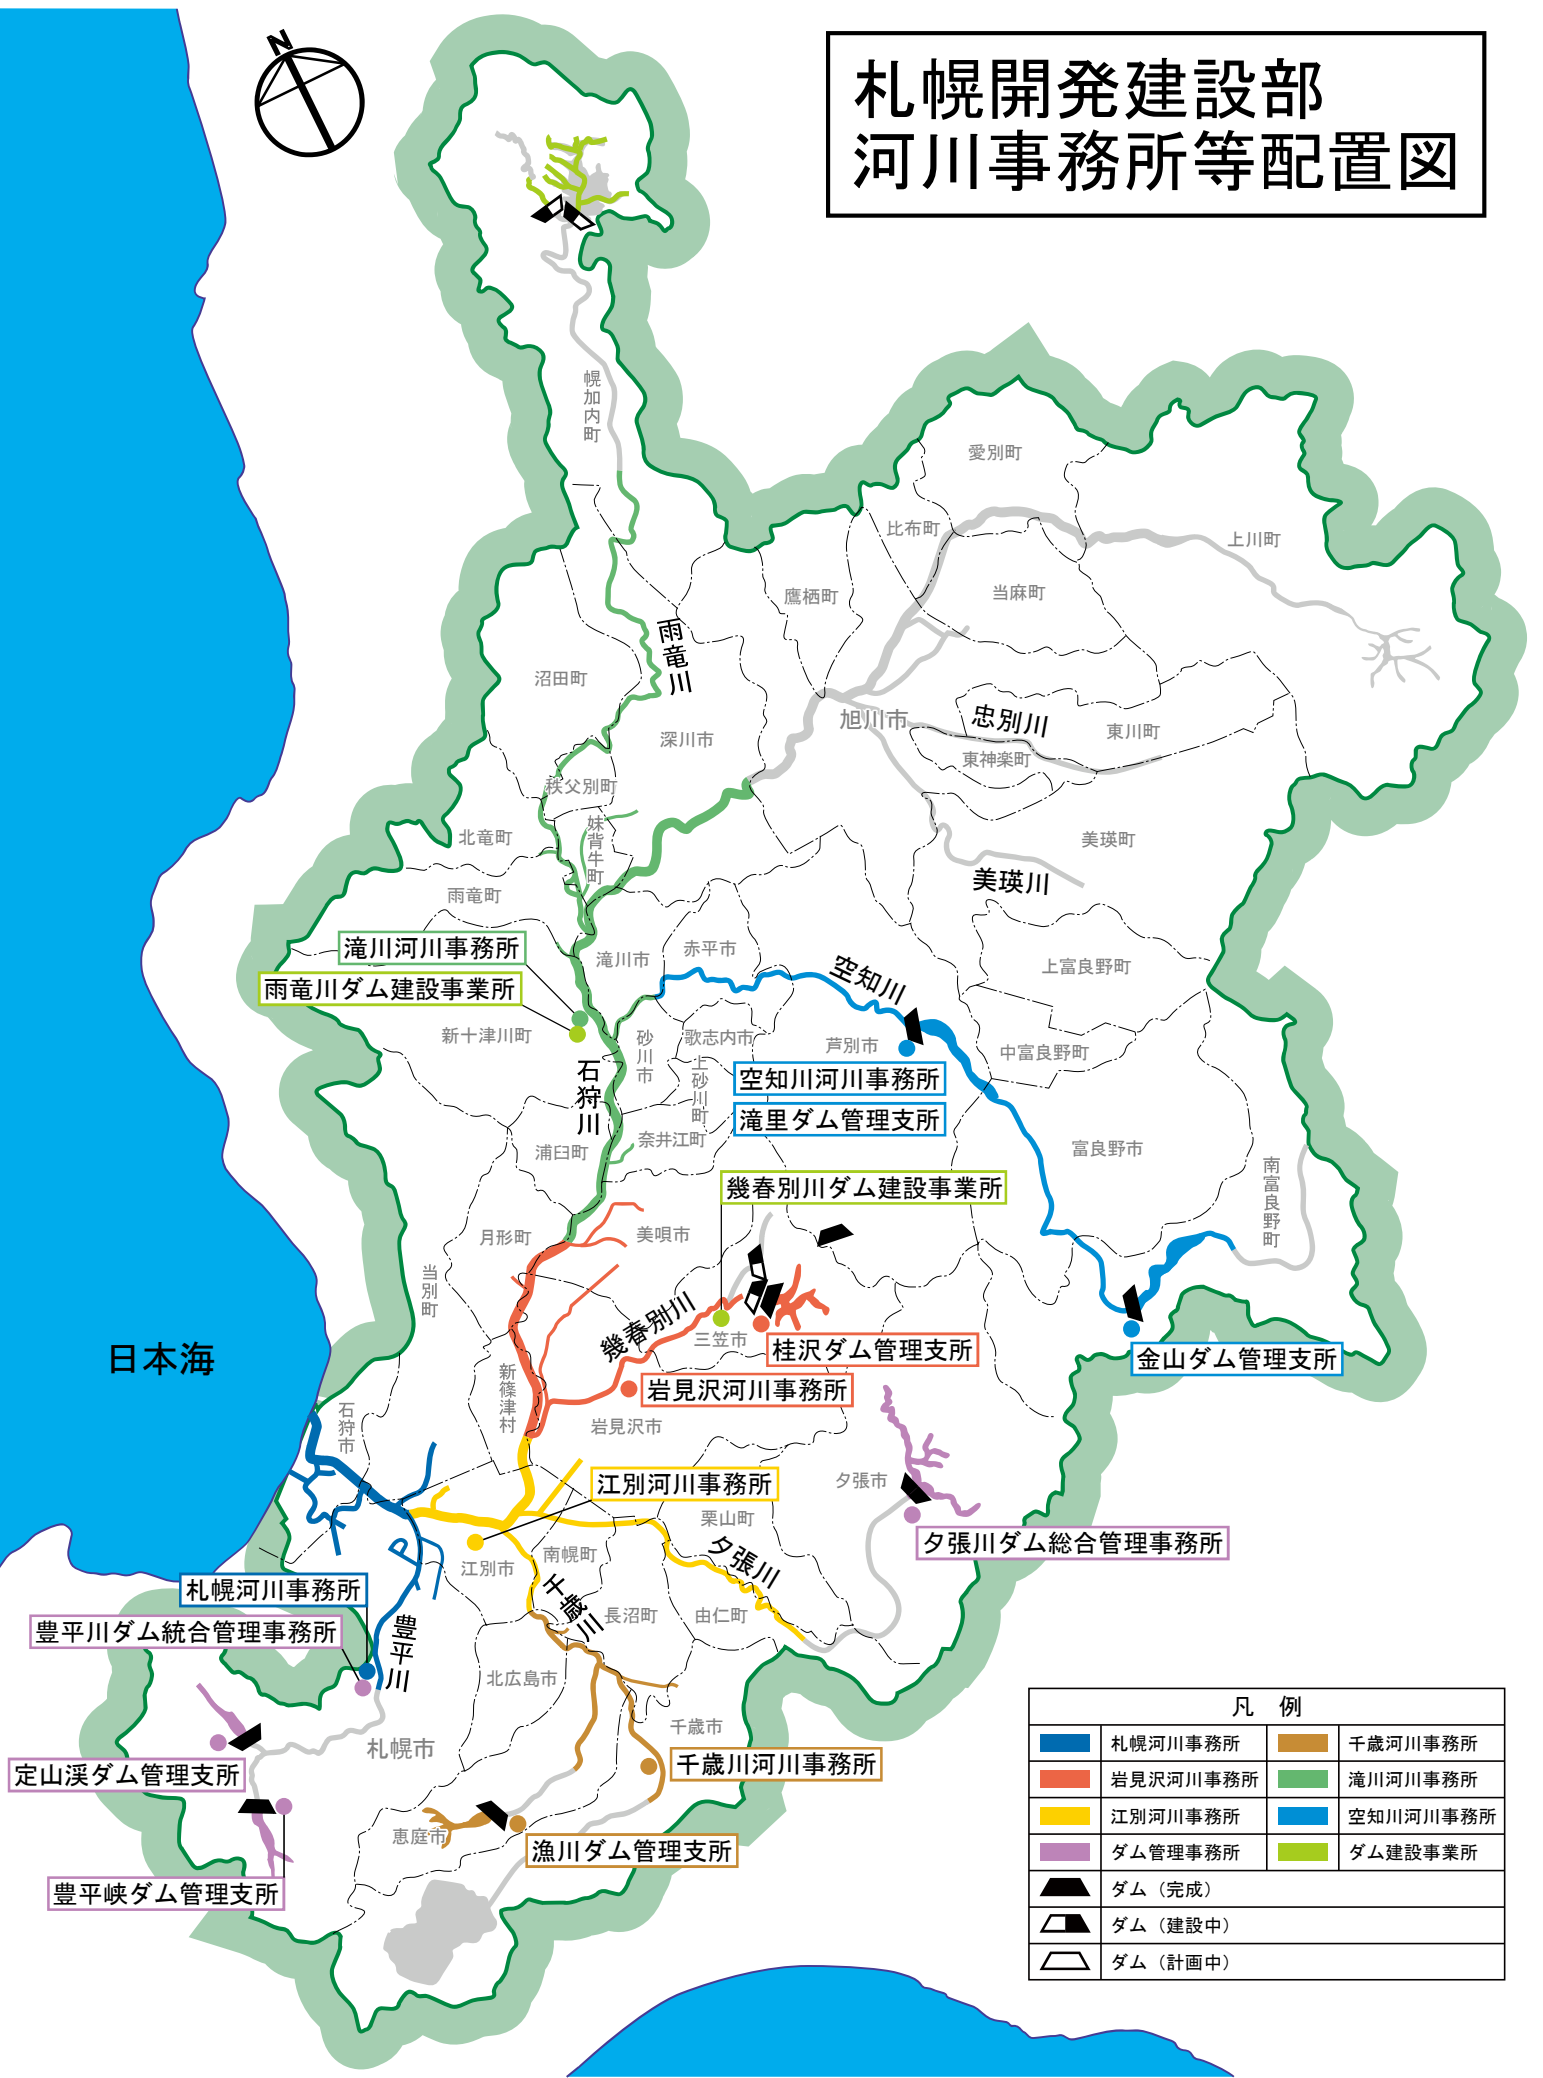 N
札幌開発建設部
河川事務所等配置図
幌加内町
愛別町
比布町
上川町
鷹栖町
当麻町
雨竜川
沼田町
深川市
旭川市
忠別川
東川町
東神楽町
秩父別町
妹背牛町
北竜町
美瑛町
美瑛川
雨竜町
滝川河川事務所
滝川市
赤平市
空知川
上富良野町
雨竜川ダム建設事業所
新十津川町
砂川市
歌志内市
芦別市
中富良野町
石狩川
上砂川町
空知川河川事務所
滝里ダム管理支所
浦臼町
奈井江町
富良野市
南富良野町
幾春別川ダム建設事業所
月形町
美唄市
当別町
幾春別川
三笠市
桂沢ダム管理支所
金山ダム管理支所
日本海
新篠津村
岩見沢河川事務所
石狩市
岩見沢市
江別河川事務所
夕張市
栗山町
夕張川ダム総合管理事務所
江別市
南幌町
夕張川
札幌河川事務所
千歳川
長沼町
由仁町
豊平川ダム統合管理事務所
豊平川
北広島市
千歳市
札幌市
定山渓ダム管理支所
千歳川河川事務所
恵庭市
漁川ダム管理支所
豊平峡ダム管理支所
凡 例
札幌河川事務所
千歳河川事務所
岩見沢河川事務所
滝川河川事務所
江別河川事務所
空知川河川事務所
ダム管理事務所
ダム建設事業所
ダム（完成）
ダム（建設中）
ダム（計画中）